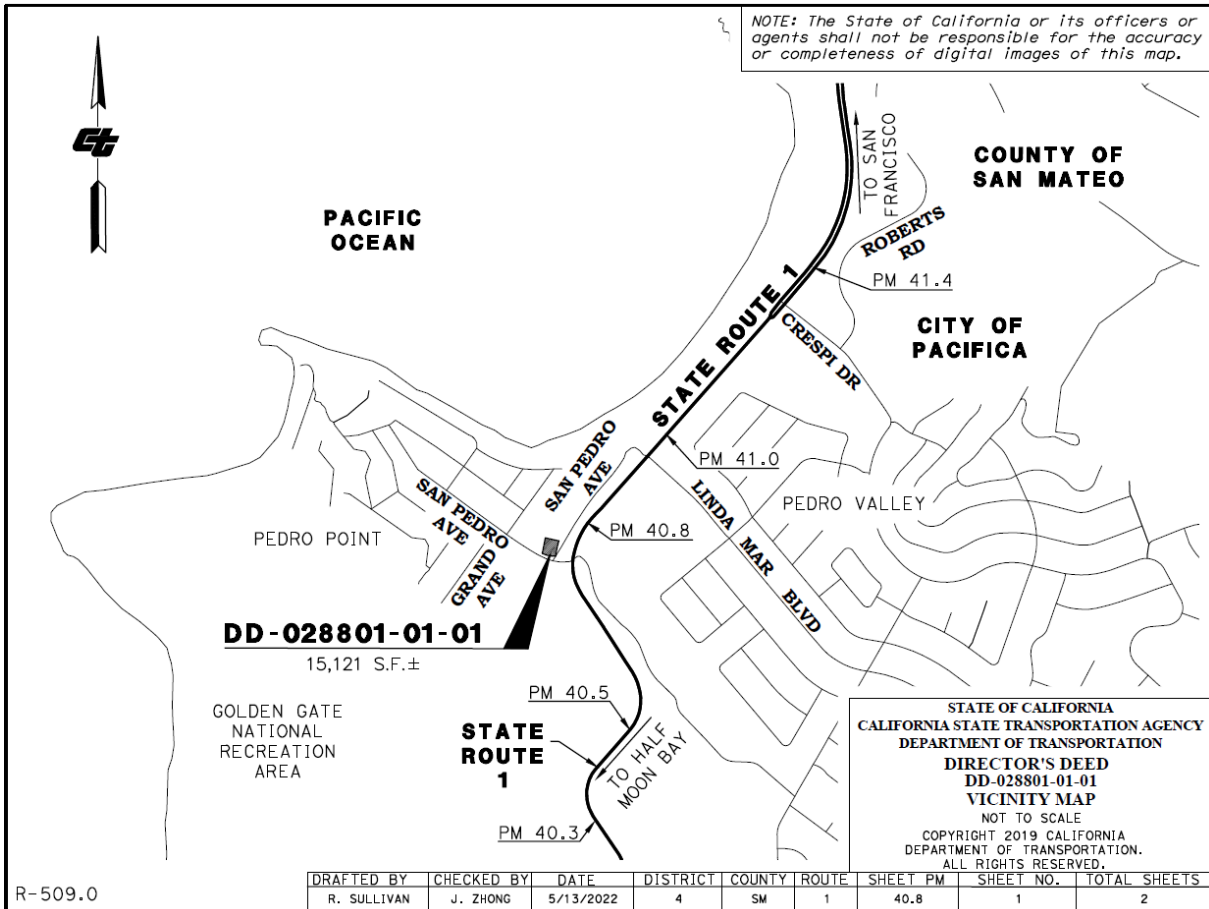 NOTE: The State of California or its officers or
agents shall not be responsible for the accuracy
or completeness of digital images of this map.
Ct
PACIFIC
OCEAN
TO SAN
FRANCISCO
COUNTY OF
SAN MATEO
ROBERTS
RD
PM 41.4
STATE ROUTE 1
CRESPI DR
CITY OF
PACIFICA
SAN PEDRO
AVE
PM 41.0
SAN PEDRO
AVE
LINDA MAR BLVD
PEDRO VALLEY
PEDRO POINT
PM 40.8
GRAND
AVE
DD-028801-01-01
15,121 S.F.±
PM 40.5
GOLDEN GATE
NATIONAL
RECREATION
AREA
STATE
ROUTE
1
TO HALF
MOON BAY
PM 40.3
STATE OF CALIFORNIA
CALIFORNIA STATE TRANSPORTATION AGENCY
DEPARTMENT OF TRANSPORTATION
DIRECTOR'S DEED
DD-028801-01-01
VICINITY MAP
NOT TO SCALE
COPYRIGHT 2019 CALIFORNIA
DEPARTMENT OF TRANSPORTATION.
ALL RIGHTS RESERVED.
R-509.0
DRAFTED BY CHECKED BY DATE DISTRICT COUNTY ROUTE SHEET PM SHEET NO. TOTAL SHEETS
R. SULLIVAN J. ZHONG 5/13/2022 4 SM 1 40.8 1 2